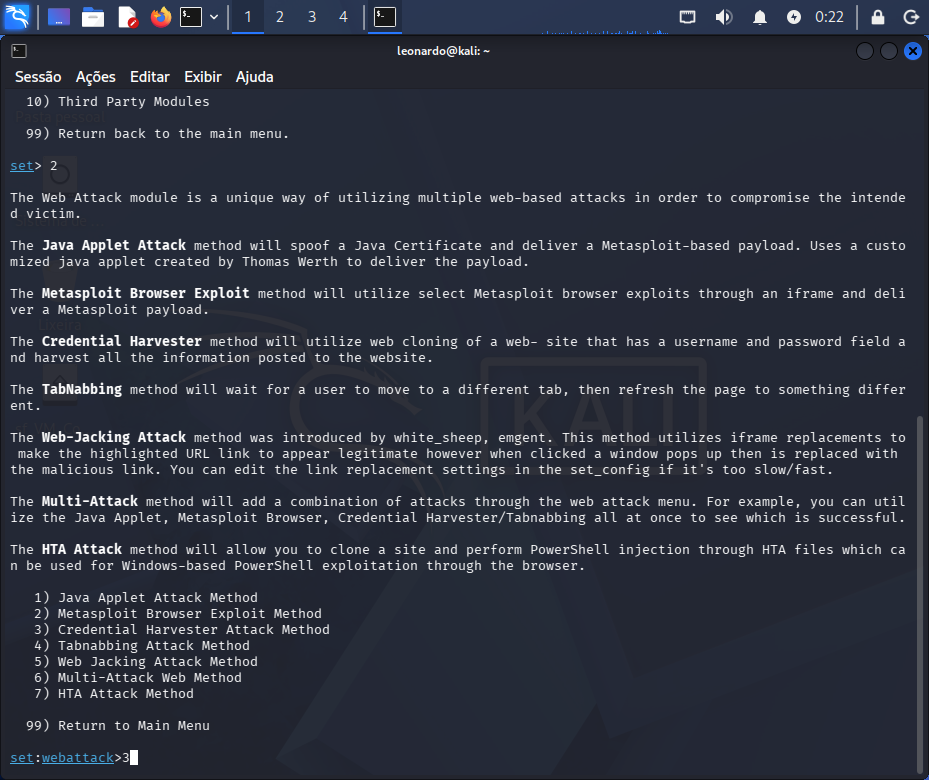 1 2 3 4 0:22
leonardo@kali: ~
Sessão Ações Editar Exibir Ajuda
10) Third Party Modules
99) Return back to the main menu.
set> 2
The Web Attack module is a unique way of utilizing multiple web-based attacks in order to compromise the intende
d victim.
The Java Applet Attack method will spoof a Java Certificate and deliver a Metasploit-based payload. Uses a custo
mized java applet created by Thomas Werth to deliver the payload.
The Metasploit Browser Exploit method will utilize select Metasploit browser exploits through an iframe and deli
ver a Metasploit payload.
The Credential Harvester method will utilize web cloning of a web- site that has a username and password field a
nd harvest all the information posted to the website.
The TabNabbing method will wait for a user to move to a different tab, then refresh the page to something differ
ent.
The Web-Jacking Attack method was introduced by white_sheep, emgent. This method utilizes iframe replacements to
 make the highlighted URL link to appear legitimate however when clicked a window pops up then is replaced with
the malicious link. You can edit the link replacement settings in the set_config if it's too slow/fast.
The Multi-Attack method will add a combination of attacks through the web attack menu. For example, you can util
ize the Java Applet, Metasploit Browser, Credential Harvester/Tabnabbing all at once to see which is successful.
The HTA Attack method will allow you to clone a site and perform PowerShell injection through HTA files which ca
n be used for Windows-based PowerShell exploitation through the browser.
1) Java Applet Attack Method
2) Metasploit Browser Exploit Method
3) Credential Harvester Attack Method
4) Tabnabbing Attack Method
5) Web Jacking Attack Method
6) Multi-Attack Web Method
7) HTA Attack Method
99) Return to Main Menu
set:webattack>3
KALI